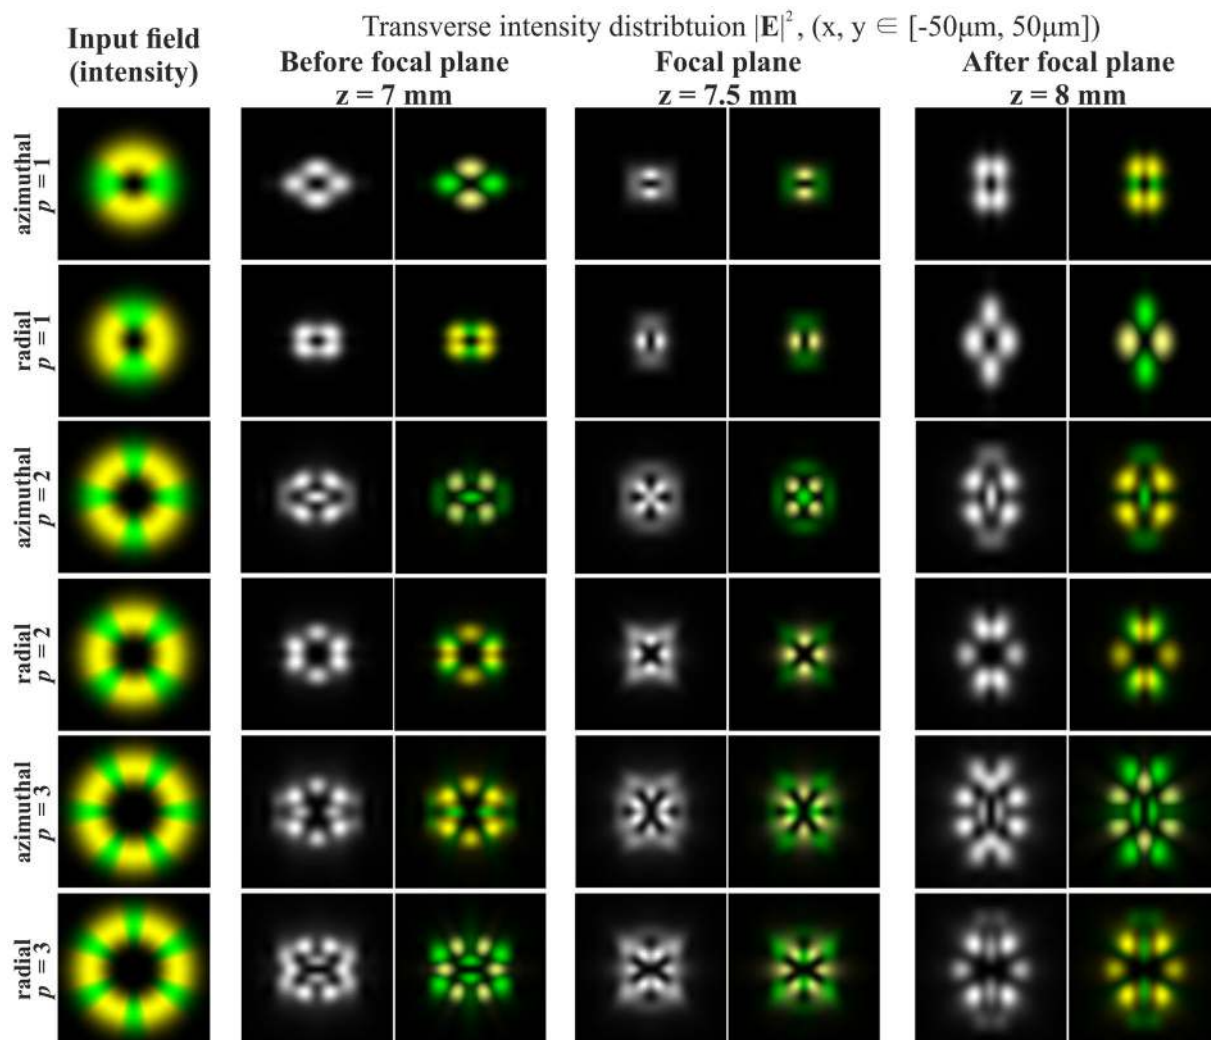 Transverse intensity distribtuion |E|², (x, y ∈ [-50μm, 50μm])
Input field
(intensity)
Before focal plane
z = 7 mm
Focal plane
z = 7.5 mm
After focal plane
z = 8 mm
azimuthal
p = 1
radial
p = 1
azimuthal
p = 2
radial
p = 2
azimuthal
p = 3
radial
p = 3